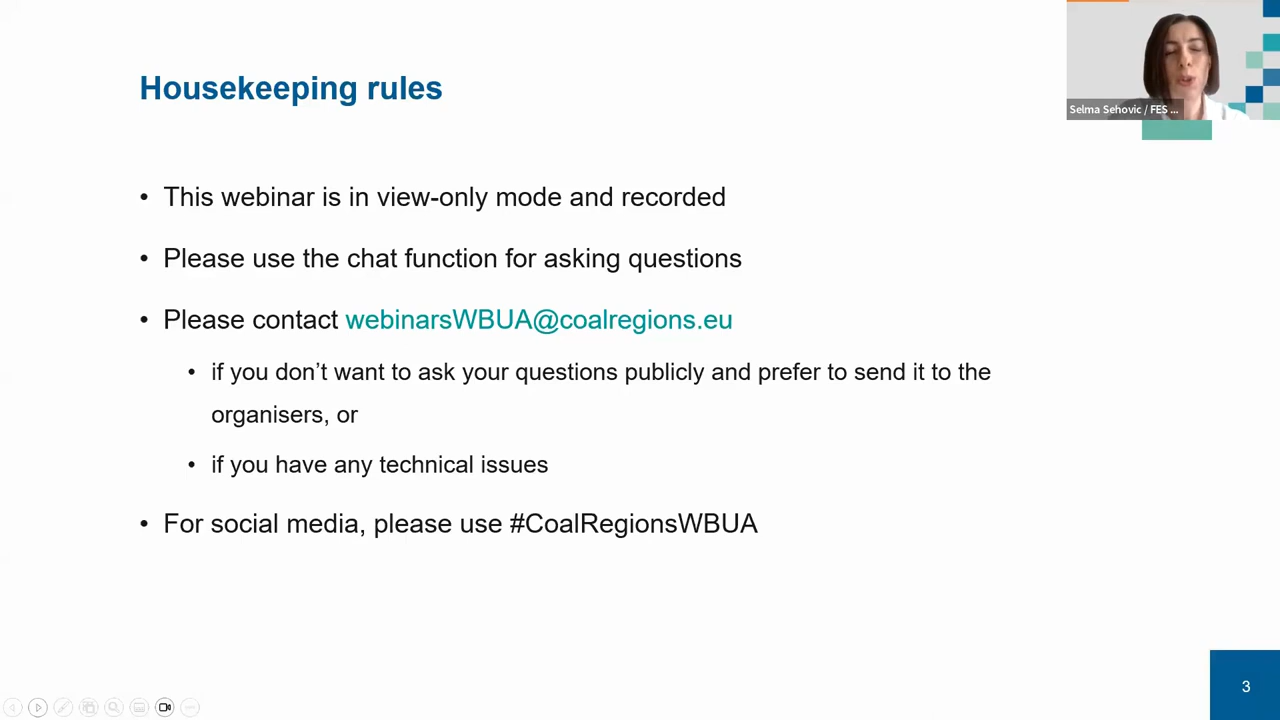 Housekeeping rules
Selma Sehovic / FES ...
• This webinar is in view-only mode and recorded
• Please use the chat function for asking questions
• Please contact webinarsWBUA@coalregions.eu
• if you don’t want to ask your questions publicly and prefer to send it to the
organisers, or
• if you have any technical issues
• For social media, please use #CoalRegionsWBUA
3